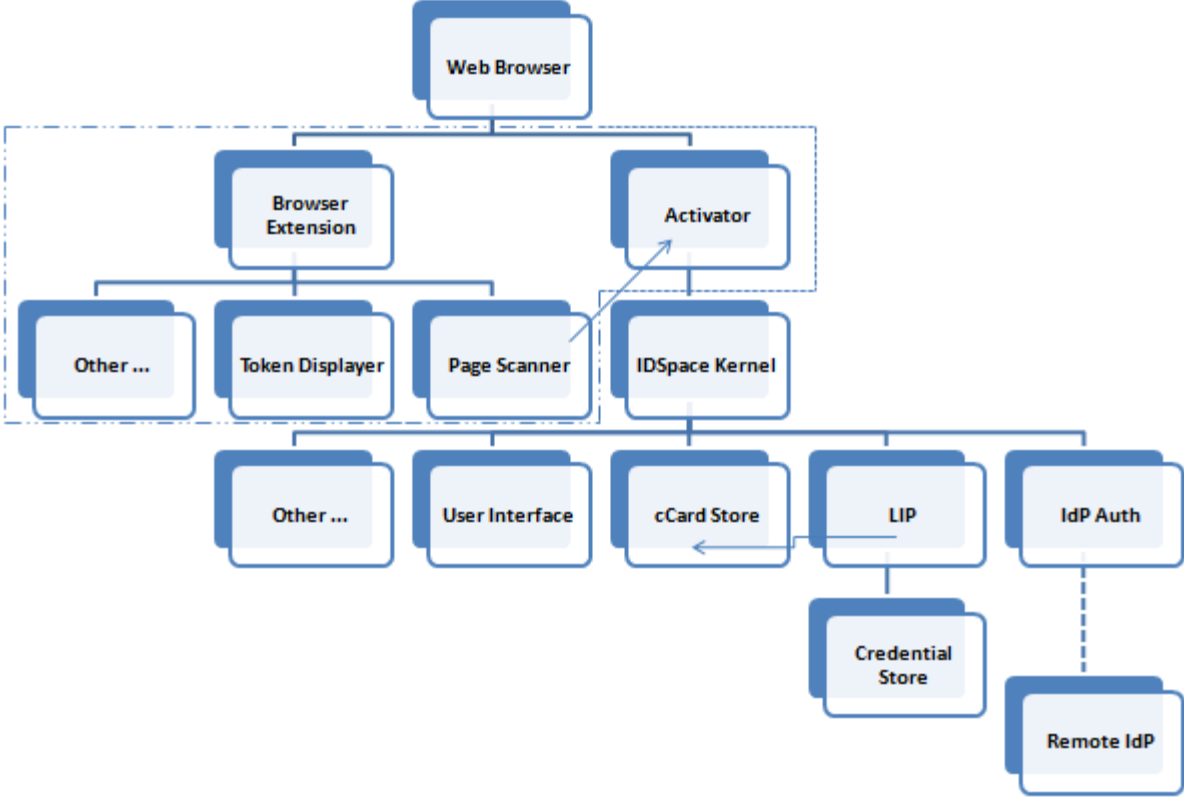 Web Browser
Browser
Extension
Activator
Other ...
Token Displayer
Page Scanner
IDSpace Kernel
Other ...
User Interface
cCard Store
LIP
IdP Auth
Credential
Store
Remote IdP